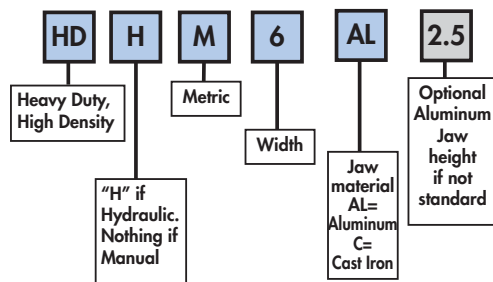 HD H M 6 AL 2.5
Heavy Duty,
High Density
Metric
Width
Optional
Aluminum
Jaw
height
if not
standard
"H" if
Hydraulic.
Nothing if
Manual
Jaw
material
AL=
Aluminum
C=
Cast Iron